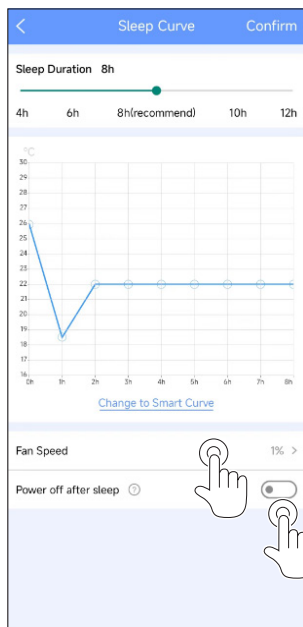 Sleep Curve Confirm
Sleep Duration 8h
4h 6h 8h(recommend) 10h 12h
°C
30
29
28
27
26
25
24
23
22
21
20
19
18
17
16
0h 1h 2h 3h 4h 5h 6h 7h 8h
Change to Smart Curve
Fan Speed 1% >
Power off after sleep ?